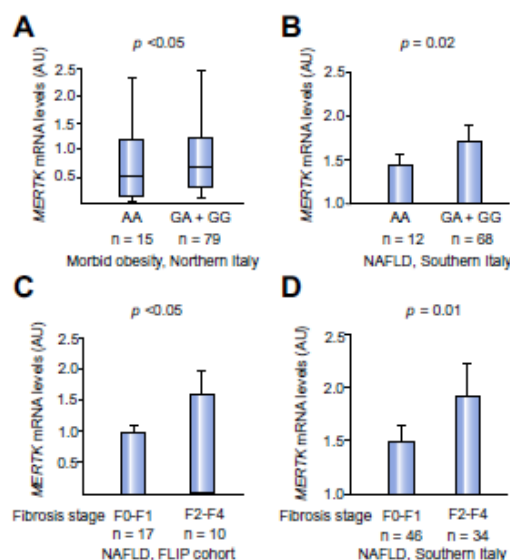 A
p <0.05
MERTK mRNA levels (AU)
2.5
2.0
1.5
1.0
0.5
AA GA + GG
n = 15 n = 79
Morbid obesity, Northern Italy
B
p = 0.02
MERTK mRNA levels (AU)
2.5
2.0
1.5
1.0
AA GA + GG
n = 12 n = 68
NAFLD, Southern Italy
C
p <0.05
MERTK mRNA levels (AU)
2.5
2.0
1.5
1.0
0.5
Fibrosis stage F0-F1 F2-F4
n = 17 n = 10
NAFLD, FLIP cohort
D
p = 0.01
MERTK mRNA levels (AU)
2.5
2.0
1.5
1.0
Fibrosis stage F0-F1 F2-F4
n = 46 n = 34
NAFLD, Southern Italy